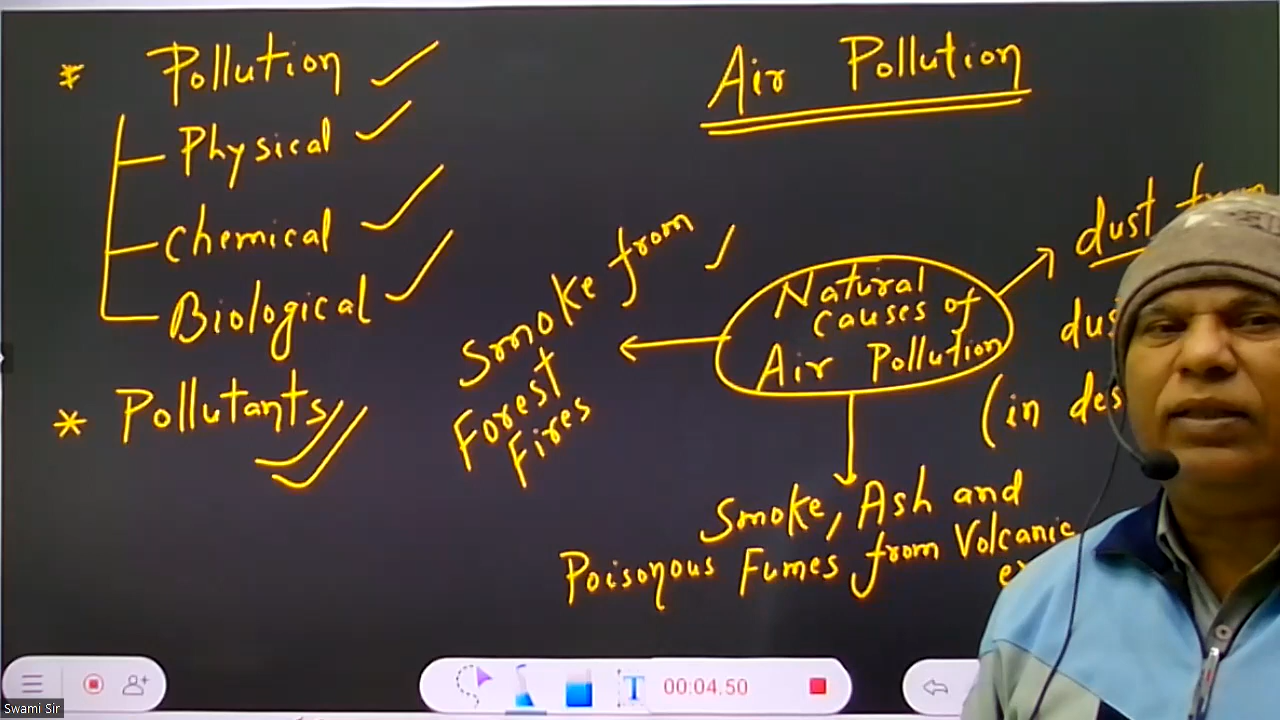 * Pollution
Physical
Chemical
Biological
* Pollutants
Air Pollution
Natural
causes of
Air Pollution
Smoke from
Forest
Fires
dust from
(in
Smoke, Ash and
Poisonous Fumes from Volcanic
T
00:04.50
Swami Sir